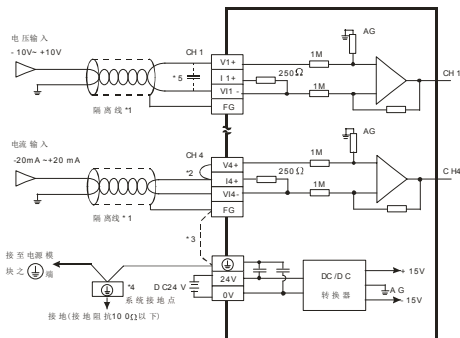 电压输入
- 10V~ +10V
CH 1
V1+
I 1+
VI1 -
FG
*5
隔离线 *1
250Ω
1M
1M
AG
CH 1
电流输入
-20mA ~+20 mA
CH 4
*2
V4+
I4+
VI4-
FG
隔离线 *1
250Ω
1M
1M
AG
C H4
*3
接至电源模
块之 端
*4
系统接地点
接地(接地阻抗10 0Ω以下)
DC24 V
24V
0V
DC/DC
转换器
+ 15V
A G
- 15V